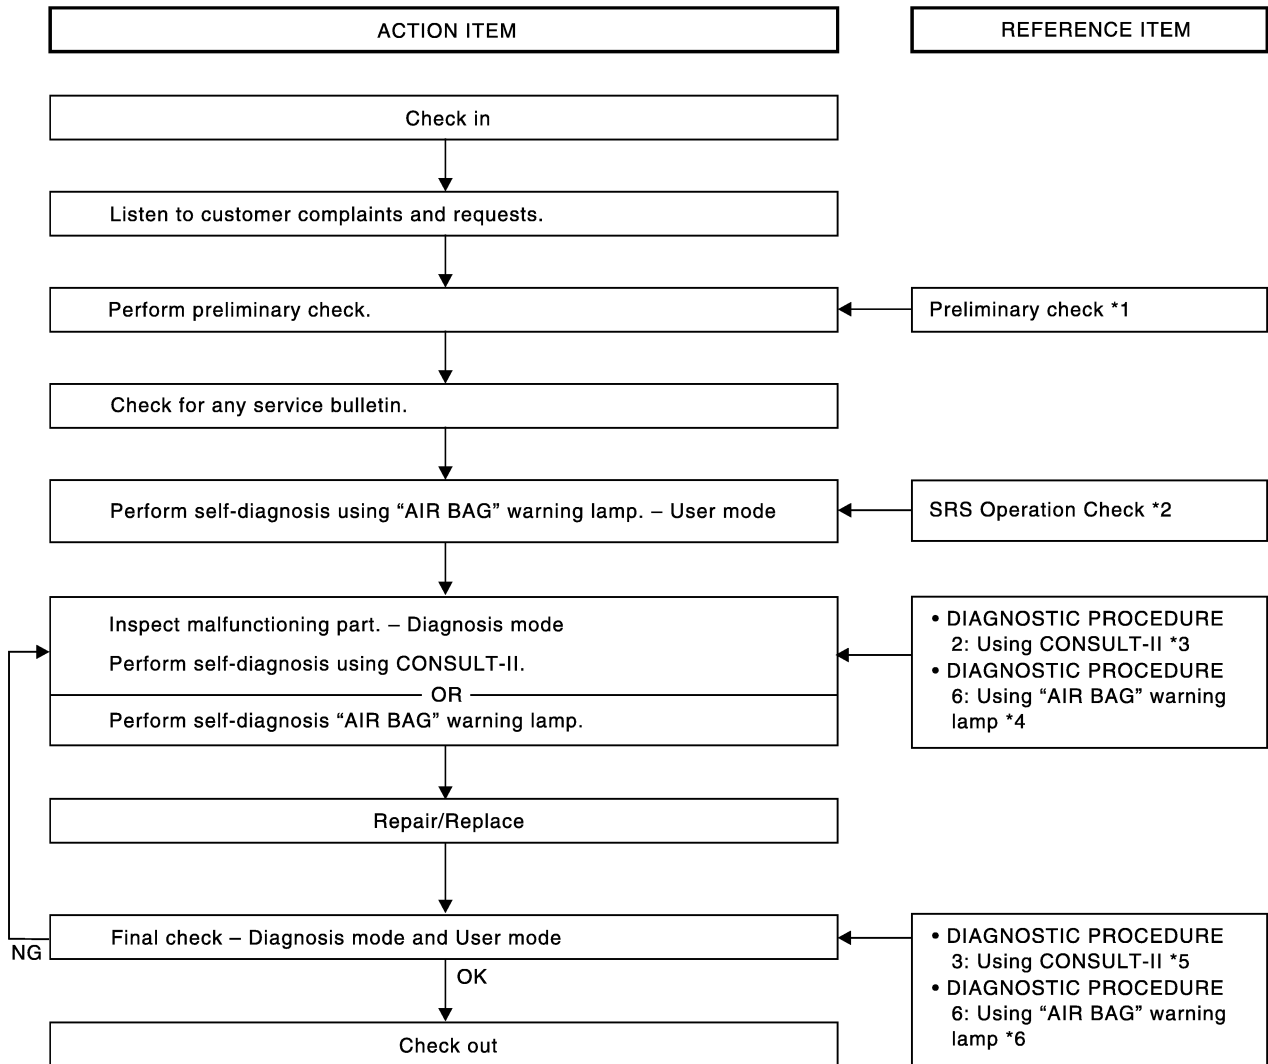 ACTION ITEM
REFERENCE ITEM
Check in
Listen to customer complaints and requests.
Perform preliminary check.
Preliminary check *1
Check for any service bulletin.
Perform self-diagnosis using “AIR BAG” warning lamp. – User mode
SRS Operation Check *2
Inspect malfunctioning part. – Diagnosis mode
Perform self-diagnosis using CONSULT-II.
OR
Perform self-diagnosis “AIR BAG” warning lamp.
• DIAGNOSTIC PROCEDURE
2: Using CONSULT-II *3
• DIAGNOSTIC PROCEDURE
6: Using “AIR BAG” warning
lamp *4
Repair/Replace
Final check – Diagnosis mode and User mode
NG
OK
• DIAGNOSTIC PROCEDURE
3: Using CONSULT-II *5
• DIAGNOSTIC PROCEDURE
6: Using “AIR BAG” warning
lamp *6
Check out